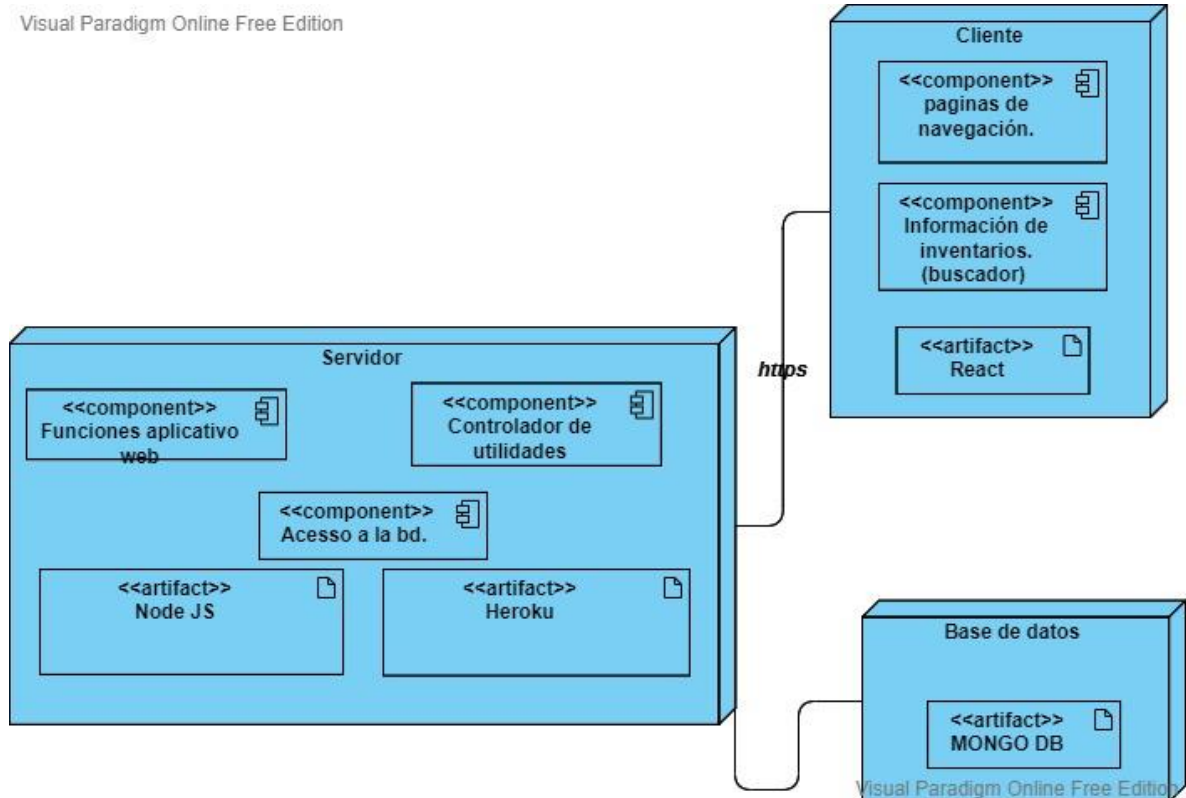 Visual Paradigm Online Free Edition
Cliente
<<component>>
paginas de
navegación.
<<component>>
Información de
inventarios.
(buscador)
<<artifact>>
React
https
Servidor
<<component>>
Funciones aplicativo
web
<<component>>
Controlador de
utilidades
<<component>>
Acesso a la bd.
<<artifact>>
Node JS
<<artifact>>
Heroku
Base de datos
<<artifact>>
MONGO DB
Visual Paradigm Online Free Edition